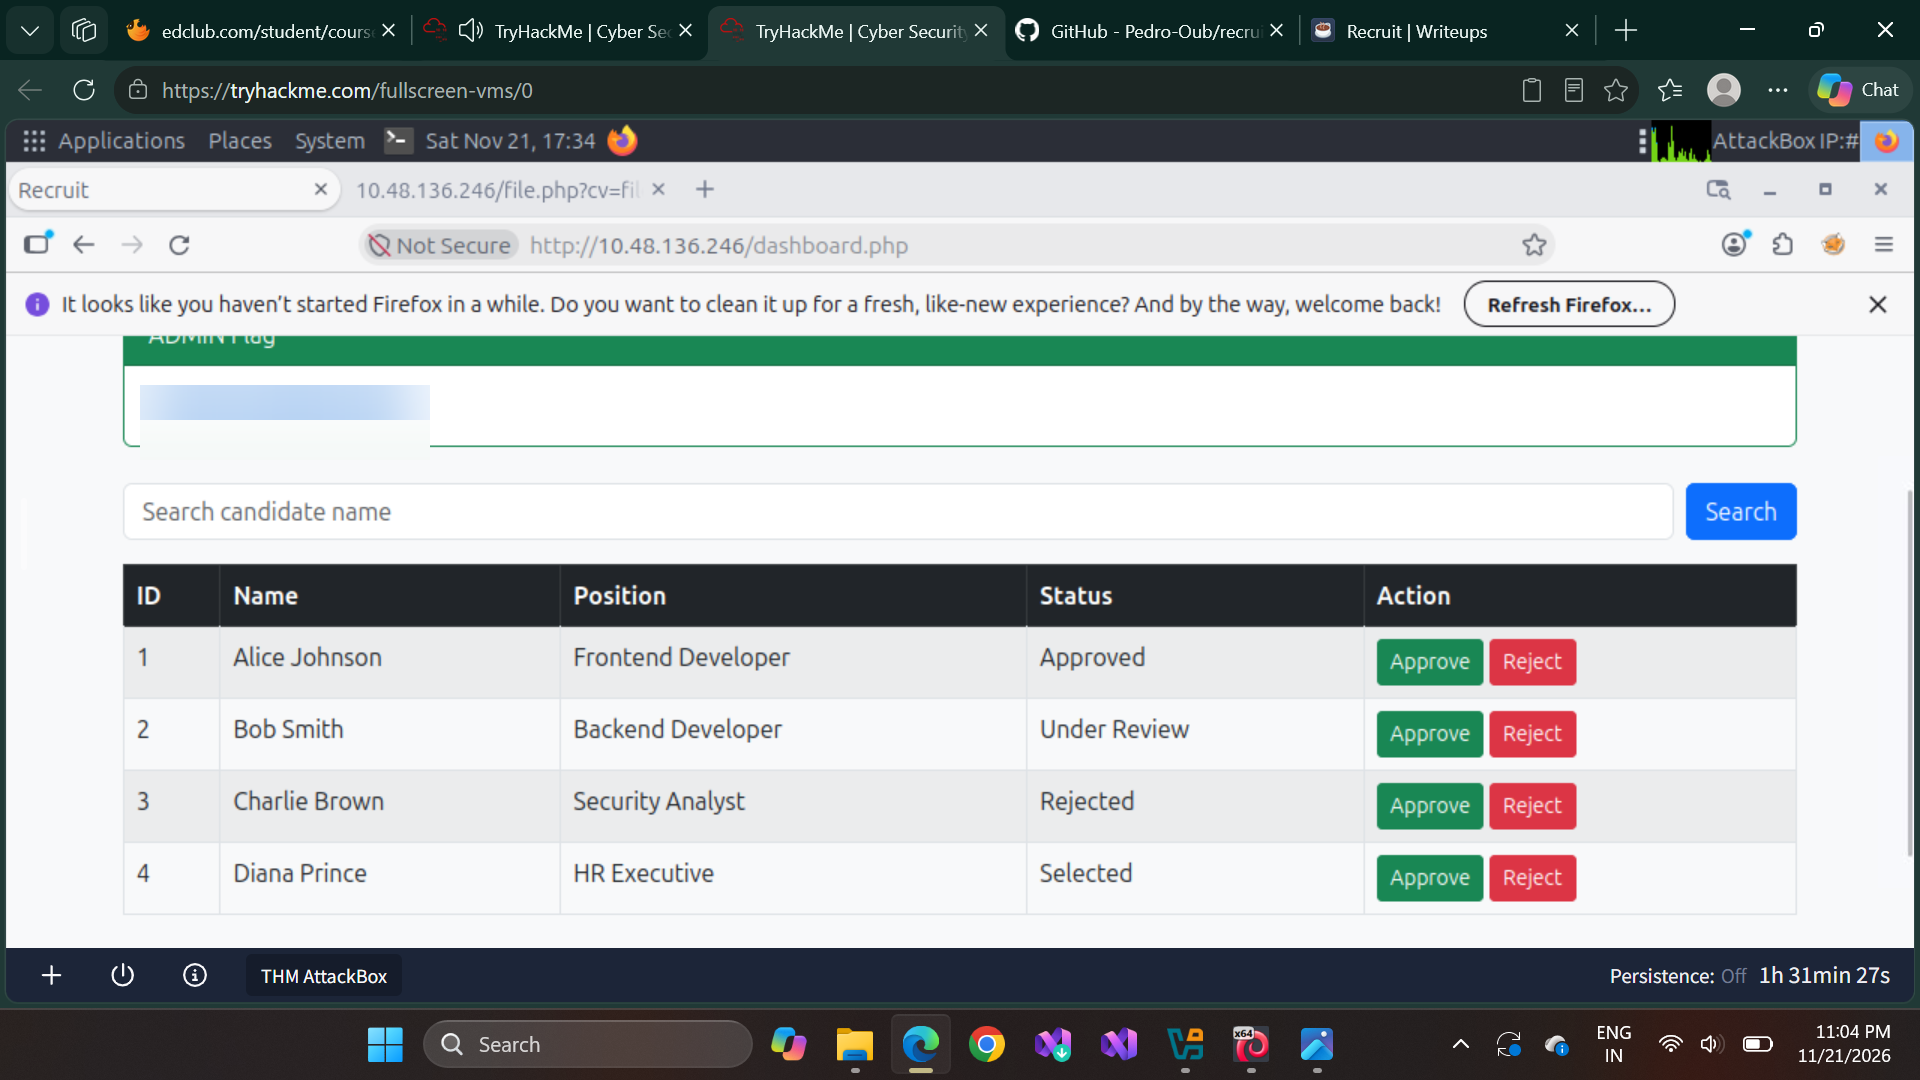 edclub.com/student/course
TryHackMe | Cyber Sec
TryHackMe | Cyber Security
GitHub - Pedro-Oub/recrui
Recruit | Writeups
https://tryhackme.com/fullscreen-vms/0
Chat
Applications Places System Sat Nov 21, 17:34 AttackBox IP:#
Recruit
10.48.136.246/file.php?cv=fil
Not Secure http://10.48.136.246/dashboard.php
It looks like you haven’t started Firefox in a while. Do you want to clean it up for a fresh, like-new experience? And by the way, welcome back! Refresh Firefox…
ADMIN Flag
Search candidate name Search
ID Name Position Status Action
1 Alice Johnson Frontend Developer Approved Approve Reject
2 Bob Smith Backend Developer Under Review Approve Reject
3 Charlie Brown Security Analyst Rejected Approve Reject
4 Diana Prince HR Executive Selected Approve Reject
THM AttackBox Persistence: Off 1h 31min 27s
Search
x64
ENG
IN
11:04 PM
11/21/2026